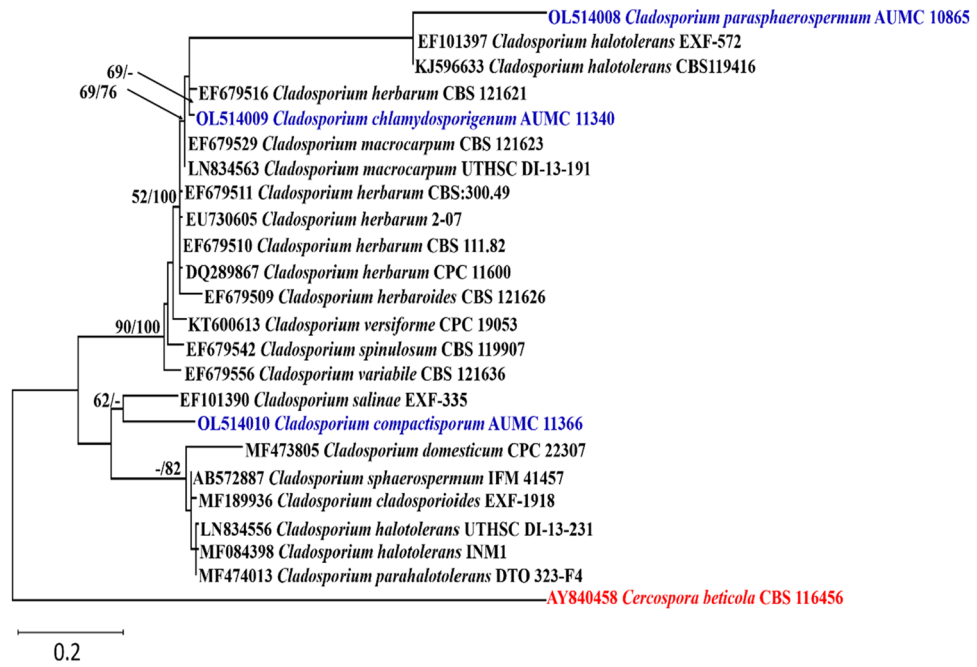 OL514008 Cladosporium parasphaerospermum AUMC 10865
EF101397 Cladosporium halotolerans EXF-572
KJ596633 Cladosporium halotolerans CBS119416
69/-
69/76
EF679516 Cladosporium herbarum CBS 121621
OL514009 Cladosporium chlamydosporigenum AUMC 11340
EF679529 Cladosporium macrocarpum CBS 121623
LN834563 Cladosporium macrocarpum UTHSC DI-13-191
52/100
EF679511 Cladosporium herbarum CBS:300.49
EU730605 Cladosporium herbarum 2-07
EF679510 Cladosporium herbarum CBS 111.82
DQ289867 Cladosporium herbarum CPC 11600
EF679509 Cladosporium herbaroides CBS 121626
90/100
KT600613 Cladosporium versiforme CPC 19053
EF679542 Cladosporium spinulosum CBS 119907
EF679556 Cladosporium variabile CBS 121636
62/-
EF101390 Cladosporium salinae EXF-335
OL514010 Cladosporium compactisporum AUMC 11366
MF473805 Cladosporium domesticum CPC 22307
-/82
AB572887 Cladosporium sphaerospermum IFM 41457
MF189936 Cladosporium cladosporioides EXF-1918
LN834556 Cladosporium halotolerans UTHSC DI-13-231
MF084398 Cladosporium halotolerans INM1
MF474013 Cladosporium parahalotolerans DTO 323-F4
AY840458 Cercospora beticola CBS 116456
0.2